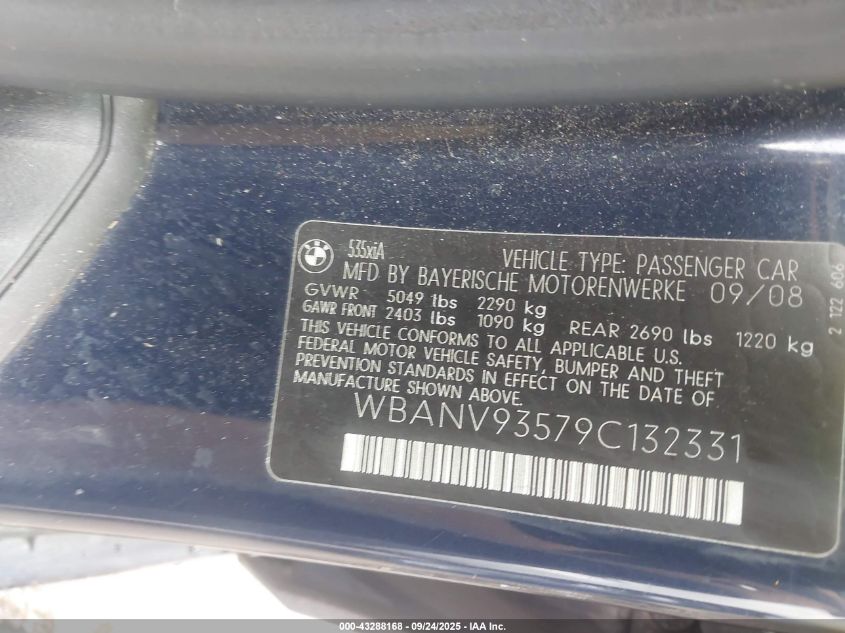 BMW
535xiA
VEHICLE TYPE: PASSENGER CAR
MFD BY BAYERISCHE MOTORENWERKE 09/08
GVWR 5049 lbs 2290 kg
GAWR FRONT 2403 lbs 1090 kg REAR 2690 lbs 1220 kg
THIS VEHICLE CONFORMS TO ALL APPLICABLE U.S.
FEDERAL MOTOR VEHICLE SAFETY, BUMPER AND THEFT
PREVENTION STANDARDS IN EFFECT ON THE DATE OF
MANUFACTURE SHOWN ABOVE.
WBANV93579C132331
2 122 606
000-43288168 - 09/24/2025 - IAA Inc.